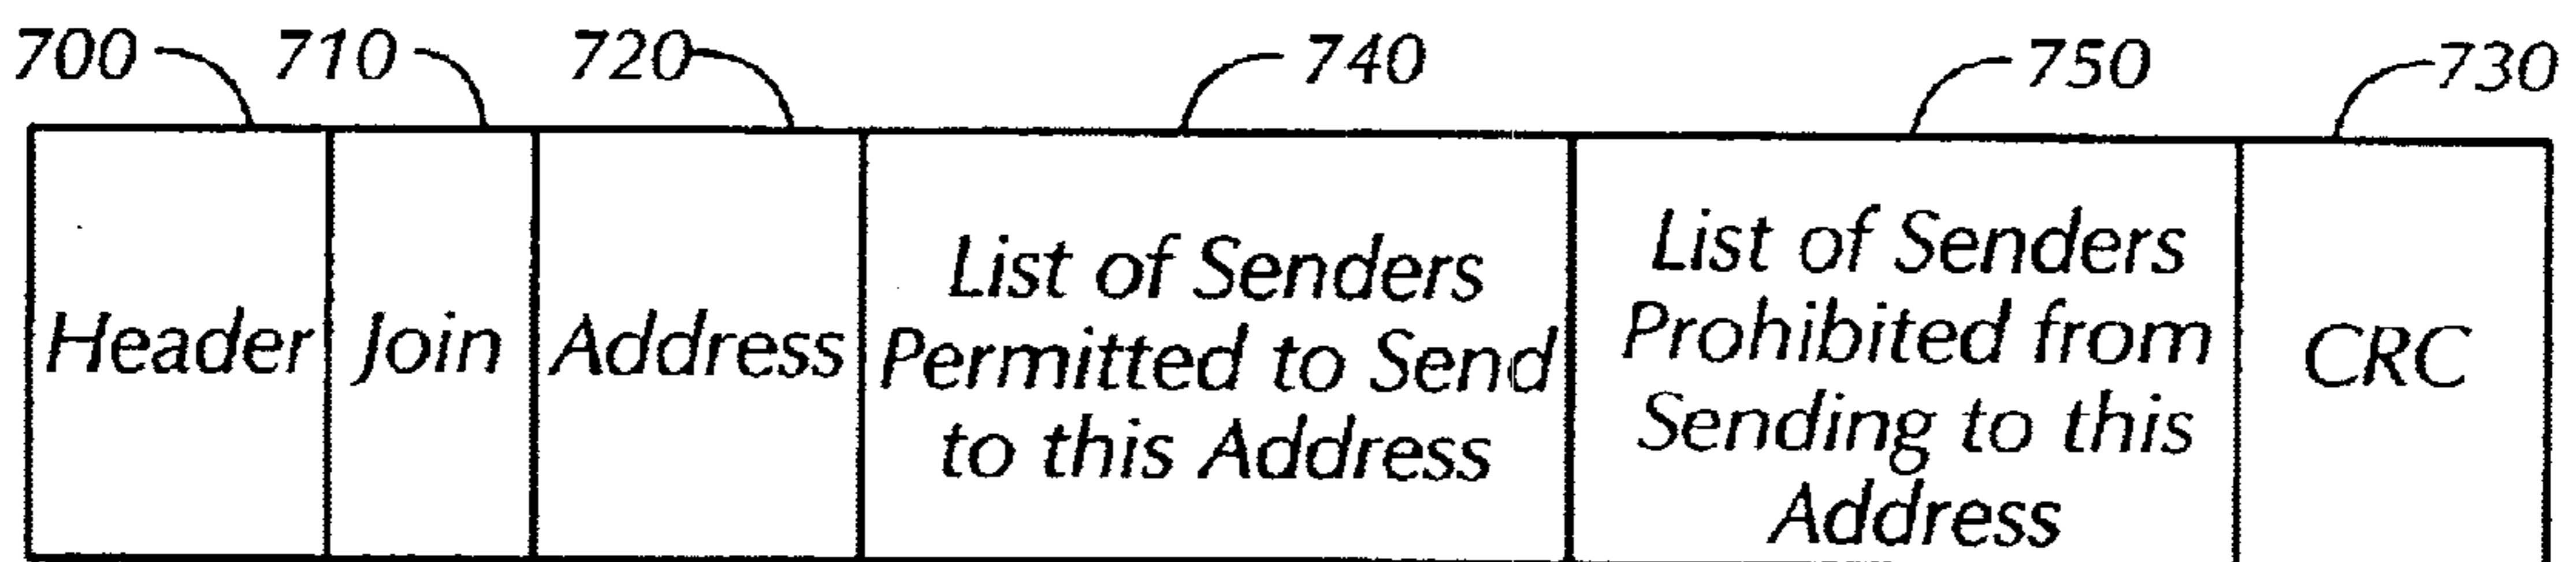 700 710 720 740 750 730
Header
Join
Address
List of Senders
Permitted to Send
to this Address
List of Senders
Prohibited from
Sending to this
Address
CRC